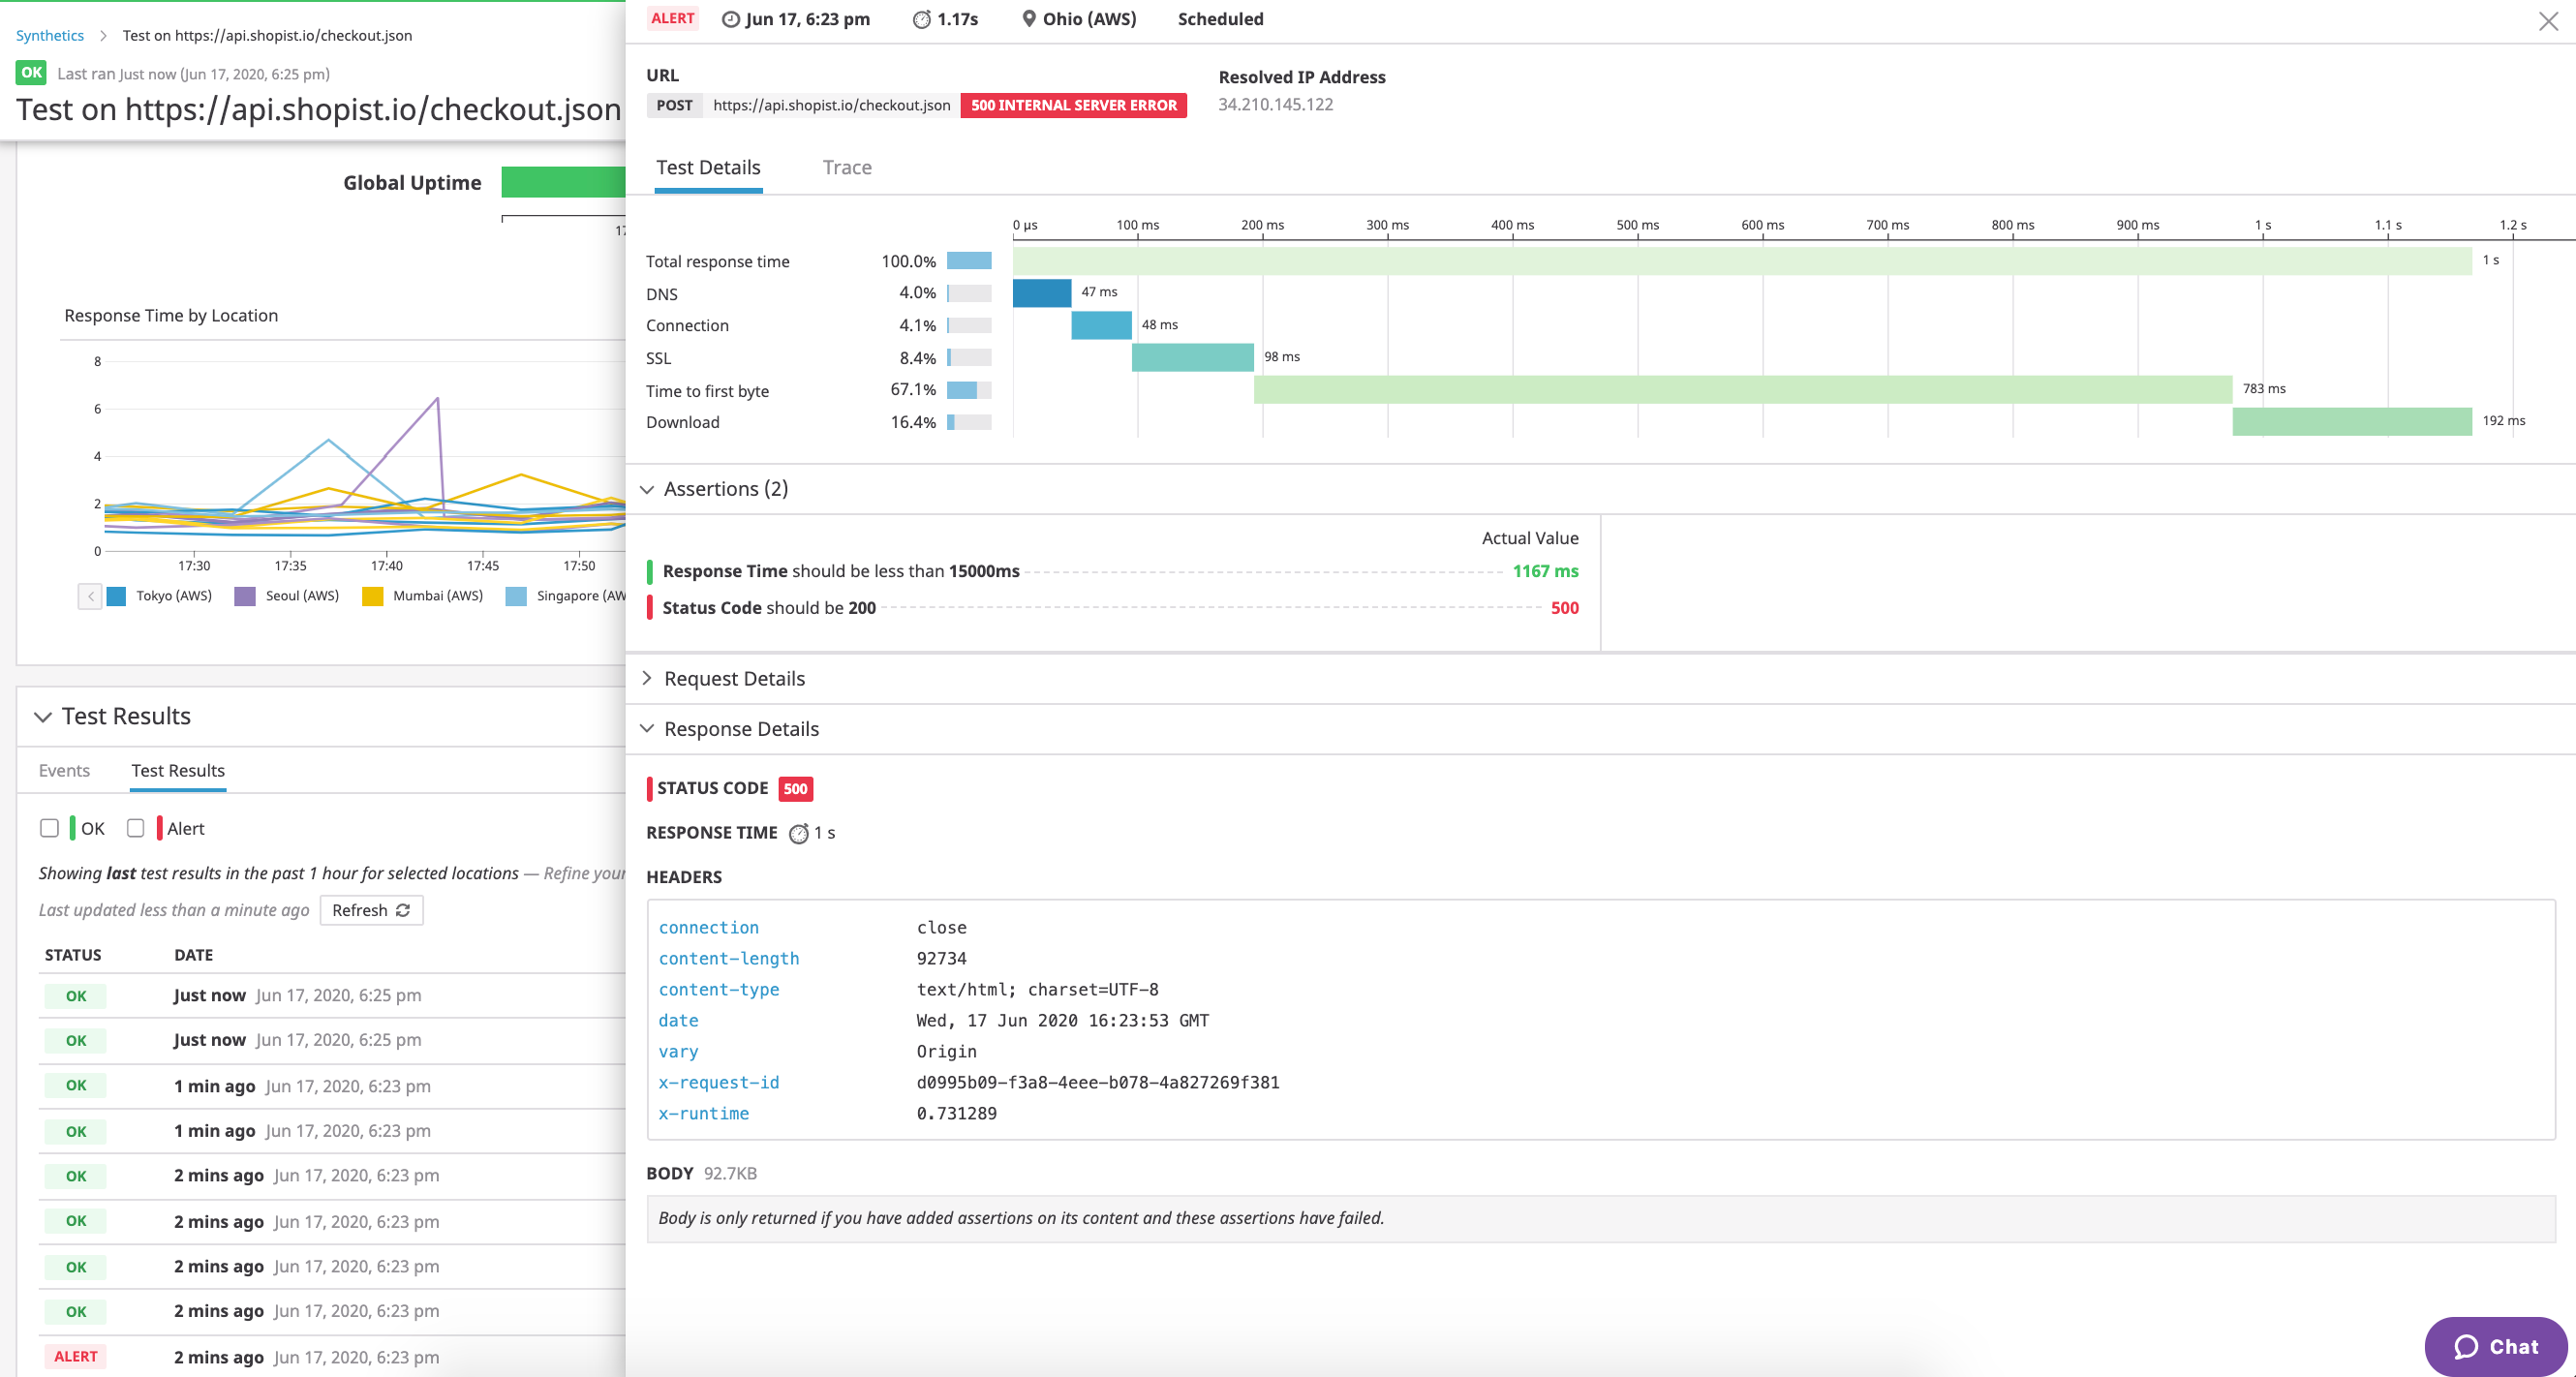 Synthetics > Test on https://api.shopist.io/checkout.json
OK Last ran Just now (Jun 17, 2020, 6:25 pm)
Test on https://api.shopist.io/checkout.json
Global Uptime
Response Time by Location
8
6
4
2
0
17:30 17:35 17:40 17:45 17:50
Tokyo (AWS) Seoul (AWS) Mumbai (AWS) Singapore (AW
Test Results
Events Test Results
OK Alert
Showing last test results in the past 1 hour for selected locations — Refine your
Last updated less than a minute ago Refresh
STATUS DATE
OK Just now Jun 17, 2020, 6:25 pm
OK Just now Jun 17, 2020, 6:25 pm
OK 1 min ago Jun 17, 2020, 6:23 pm
OK 1 min ago Jun 17, 2020, 6:23 pm
OK 2 mins ago Jun 17, 2020, 6:23 pm
OK 2 mins ago Jun 17, 2020, 6:23 pm
OK 2 mins ago Jun 17, 2020, 6:23 pm
OK 2 mins ago Jun 17, 2020, 6:23 pm
ALERT 2 mins ago Jun 17, 2020, 6:23 pm
ALERT Jun 17, 6:23 pm 1.17s Ohio (AWS) Scheduled
URL
POST https://api.shopist.io/checkout.json 500 INTERNAL SERVER ERROR
Resolved IP Address
34.210.145.122
Test Details Trace
0 µs 100 ms 200 ms 300 ms 400 ms 500 ms 600 ms 700 ms 800 ms 900 ms 1 s 1.1 s 1.2 s
Total response time 100.0% 1 s
DNS 4.0% 47 ms
Connection 4.1% 48 ms
SSL 8.4% 98 ms
Time to first byte 67.1% 783 ms
Download 16.4% 192 ms
Assertions (2)
Actual Value
Response Time should be less than 15000ms 1167 ms
Status Code should be 200 500
Request Details
Response Details
STATUS CODE 500
RESPONSE TIME 1 s
HEADERS
connection close
content-length 92734
content-type text/html; charset=UTF-8
date Wed, 17 Jun 2020 16:23:53 GMT
vary Origin
x-request-id d0995b09-f3a8-4eee-b078-4a827269f381
x-runtime 0.731289
BODY 92.7KB
Body is only returned if you have added assertions on its content and these assertions have failed.
Chat